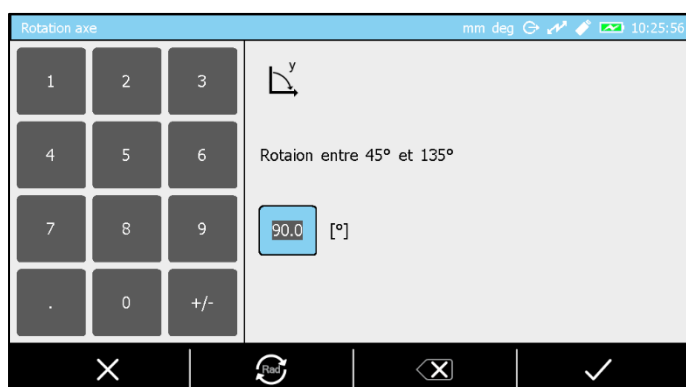 Rotation axe mm deg 10:25:56
1 2 3
y
4 5 6
Rotaion entre 45° et 135°
7 8 9
90.0 [°]
. 0 +/-
Rad